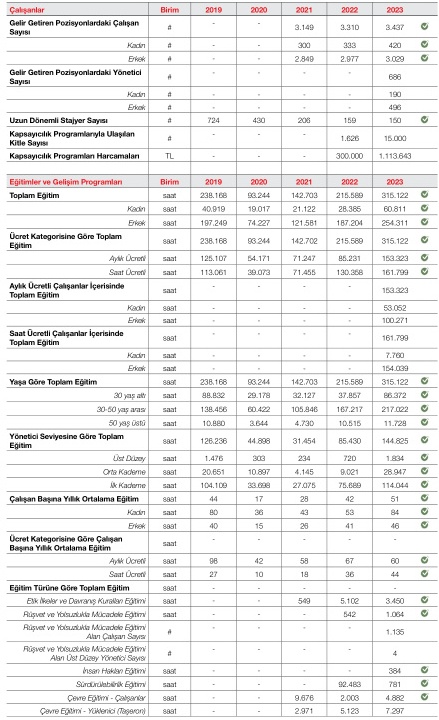 Çalışanlar Birim 2019 2020 2021 2022 2023
Gelir Getiren Pozisyonlardaki Çalışan
Sayısı # - - 3.149 3.310 3.437
Kadın # - - 300 333 420
Erkek # - - 2.849 2.977 3.029
Gelir Getiren Pozisyonlardaki Yönetici
Sayısı # - - - - 686
Kadın # - - - - 190
Erkek # - - - - 496
Uzun Dönemli Stajyer Sayısı # 724 430 206 159 150
Kapsayıcılık Programlarıyla Ulaşılan
Kitle Sayısı # - - - 1.626 15.000
Kapsayıcılık Programları Harcamaları TL - - - 300.000 1.113.643
Eğitimler ve Gelişim Programları Birim 2019 2020 2021 2022 2023
Toplam Eğitim saat 238.168 93.244 142.703 215.589 315.122
Kadın saat 40.919 19.017 21.122 28.385 60.811
Erkek saat 197.249 74.227 121.581 187.204 254.311
Ücret Kategorisine Göre Toplam
Eğitim saat 238.168 93.244 142.702 215.589 315.122
Aylık Ücretli saat 125.107 54.171 71.247 85.231 153.323
Saat Ücretli saat 113.061 39.073 71.455 130.358 161.799
Aylık Ücretli Çalışanlar İçerisinde
Toplam Eğitim saat - - - - 153.323
Kadın saat - - - - 53.052
Erkek saat - - - - 100.271
Saat Ücretli Çalışanlar İçerisinde
Toplam Eğitim saat - - - - 161.799
Kadın saat - - - - 7.760
Erkek saat - - - - 154.039
Yaşa Göre Toplam Eğitim saat 238.168 93.244 142.703 215.589 315.122
30 yaş altı saat 88.832 29.178 32.127 37.857 86.372
30-50 yaş arası saat 138.456 60.422 105.846 167.217 217.022
50 yaş üstü saat 10.880 3.644 4.730 10.515 11.728
Yönetici Seviyesine Göre Toplam
Eğitim saat 126.236 44.898 31.454 85.430 144.825
Üst Düzey saat 1.476 303 234 720 1.834
Orta Kademe saat 20.651 10.897 4.145 9.021 28.947
İlk Kademe saat 104.109 33.698 27.075 75.689 114.044
Çalışan Başına Yıllık Ortalama Eğitim saat 44 17 28 42 51
Kadın saat 80 36 43 53 84
Erkek saat 40 15 26 41 46
Ücret Kategorisine Göre Çalışan
Başına Yıllık Ortalama Eğitim saat - - - - -
Aylık Ücretli saat 98 42 58 67 60
Saat Ücretli saat 27 10 18 36 44
Eğitim Türüne Göre Toplam Eğitim saat - - - - -
Etik İlkeler ve Davranış Kuralları Eğitimi saat - - 549 5.102 3.450
Rüşvet ve Yolsuzlukla Mücadele Eğitimi saat - - - 542 1.064
Rüşvet ve Yolsuzlukla Mücadele Eğitimi
Alan Çalışan Sayısı # - - - - 1.135
Rüşvet ve Yolsuzlukla Mücadele Eğitimi
Alan Üst Düzey Yönetici Sayısı # - - - - 4
İnsan Hakları Eğitimi saat - - - - 384
Sürdürülebilirlik Eğitimi saat - - - 92.483 781
Çevre Eğitimi - Çalışanlar saat - - 9.676 2.003 4.882
Çevre Eğitimi - Yüklenici (Taşeron) saat - - 2.971 5.123 7.297